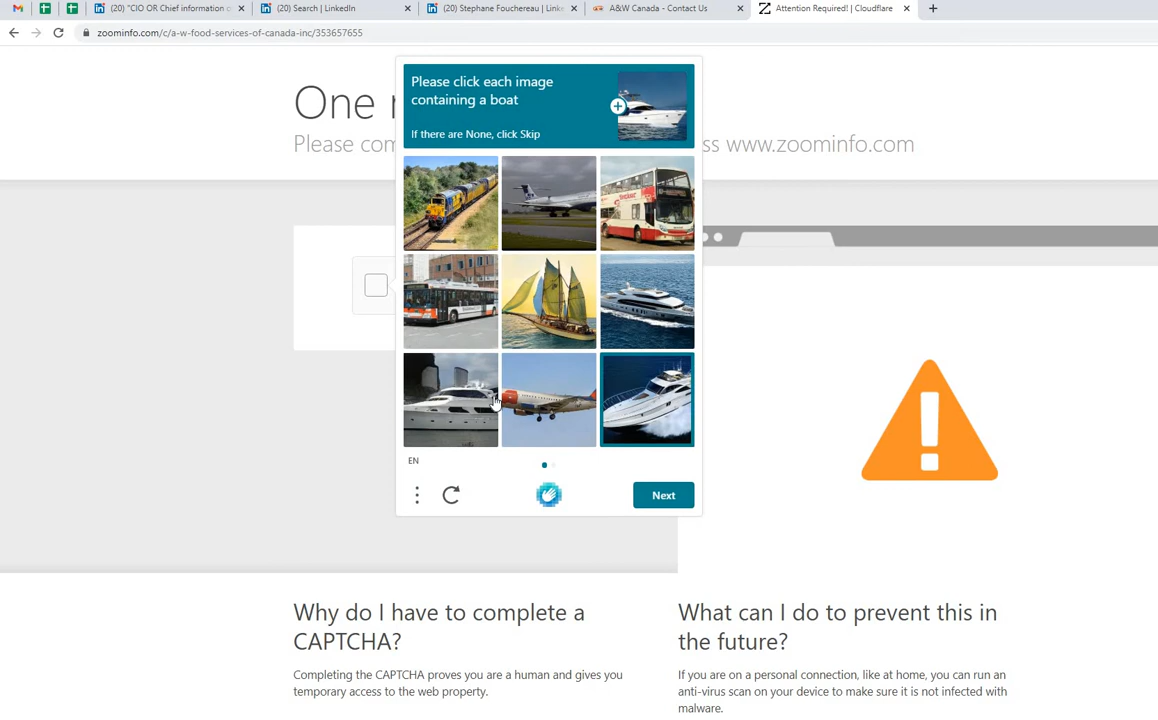 (20) "CIO OR Chief information o
(20) Search | LinkedIn
(20) Stephane Fouchereau | Linke
A&W Canada - Contact Us
Attention Required! | Cloudflare
zoominfo.com/c/a-w-food-services-of-canada-inc/353657655
One
Please com
ss www.zoominfo.com
Please click each image
containing a boat
If there are None, click Skip
EN
Next
Why do I have to complete a
CAPTCHA?
Completing the CAPTCHA proves you are a human and gives you
temporary access to the web property.
What can I do to prevent this in
the future?
If you are on a personal connection, like at home, you can run an
anti-virus scan on your device to make sure it is not infected with
malware.